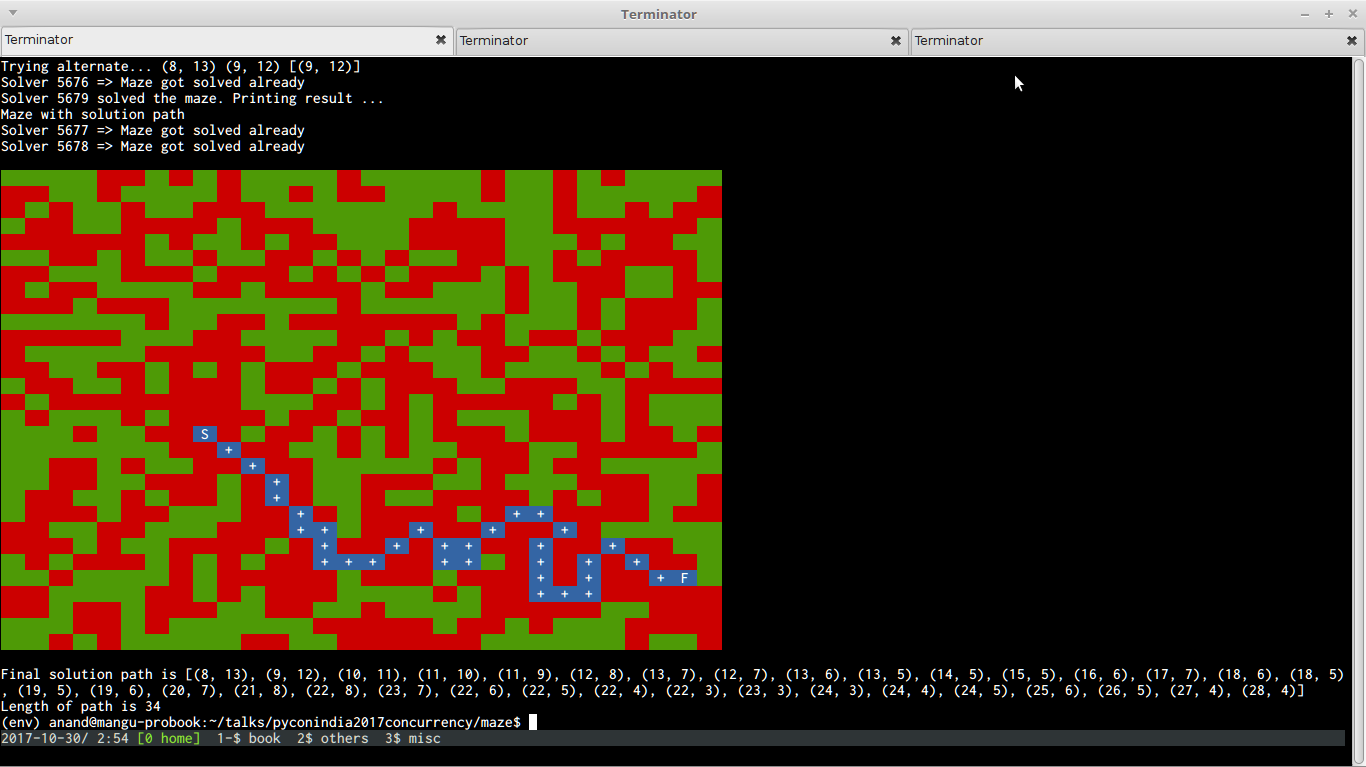 Terminator
Terminator Terminator Terminator
Trying alternate... (8, 13) (9, 12) [(9, 12)]
Solver 5676 => Maze got solved already
Solver 5679 solved the maze. Printing result ...
Maze with solution path
Solver 5677 => Maze got solved already
Solver 5678 => Maze got solved already
S
+
+
+
+
+ + +
+ + + + +
+ + + + + +
+ + + + + + + +
+ + + F
+ + +
Final solution path is [(8, 13), (9, 12), (10, 11), (11, 10), (11, 9), (12, 8), (13, 7), (12, 7), (13, 6), (13, 5), (14, 5), (15, 5), (16, 6), (17, 7), (18, 6), (18, 5)
, (19, 5), (19, 6), (20, 7), (21, 8), (22, 8), (23, 7), (22, 6), (22, 5), (22, 4), (22, 3), (23, 3), (24, 3), (24, 4), (24, 5), (25, 6), (26, 5), (27, 4), (28, 4)]
Length of path is 34
(env) anand@mangu-probook:~/talks/pyconindia2017concurrency/maze$
2017-10-30/ 2:54 [0 home] 1-$ book 2$ others 3$ misc